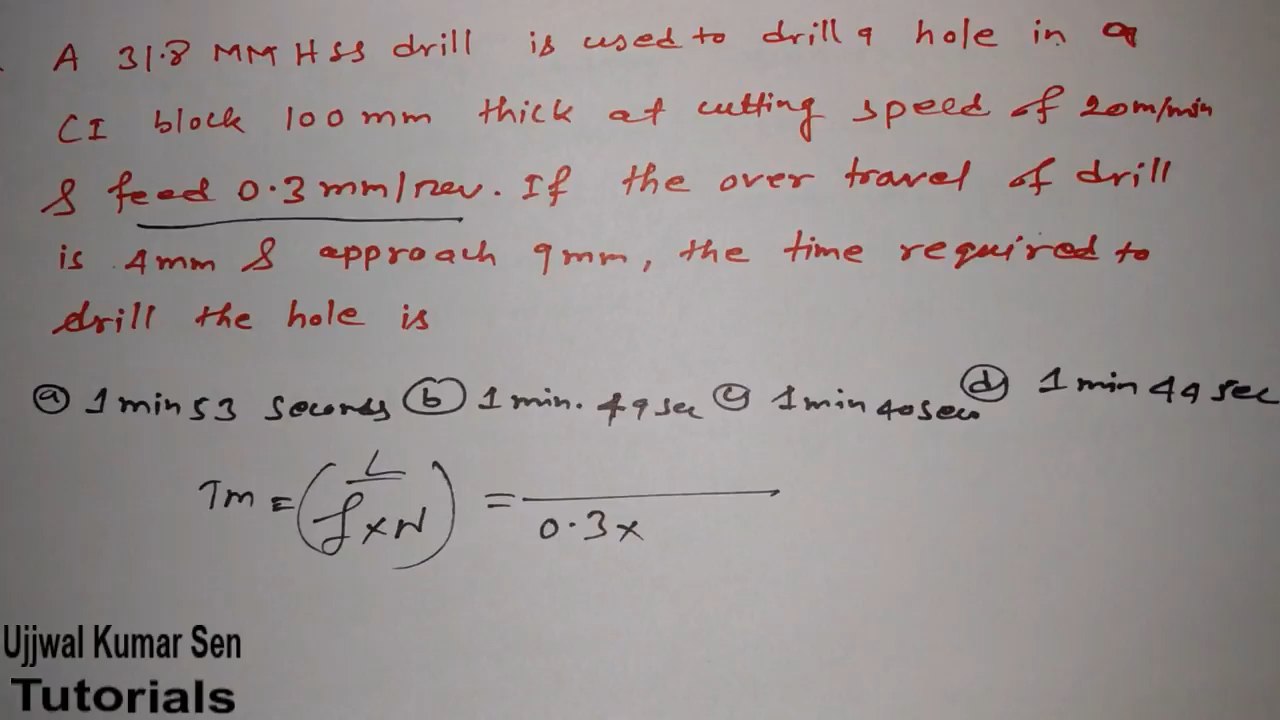 A 31.8 MM HSS drill is used to drill a hole in a
CI block 100 mm thick at cutting speed of 20m/min
& feed 0.3 mm/rev. If the over travel of drill
is 4mm & approach 9mm, the time required to
drill the hole is
(a) 1 min 53 seconds (b) 1 min. 49 sec (c) 1 min 40 sec (d) 1 min 44 sec
Tm = (L / f x N) = / 0.3 x
Ujjwal Kumar Sen
Tutorials